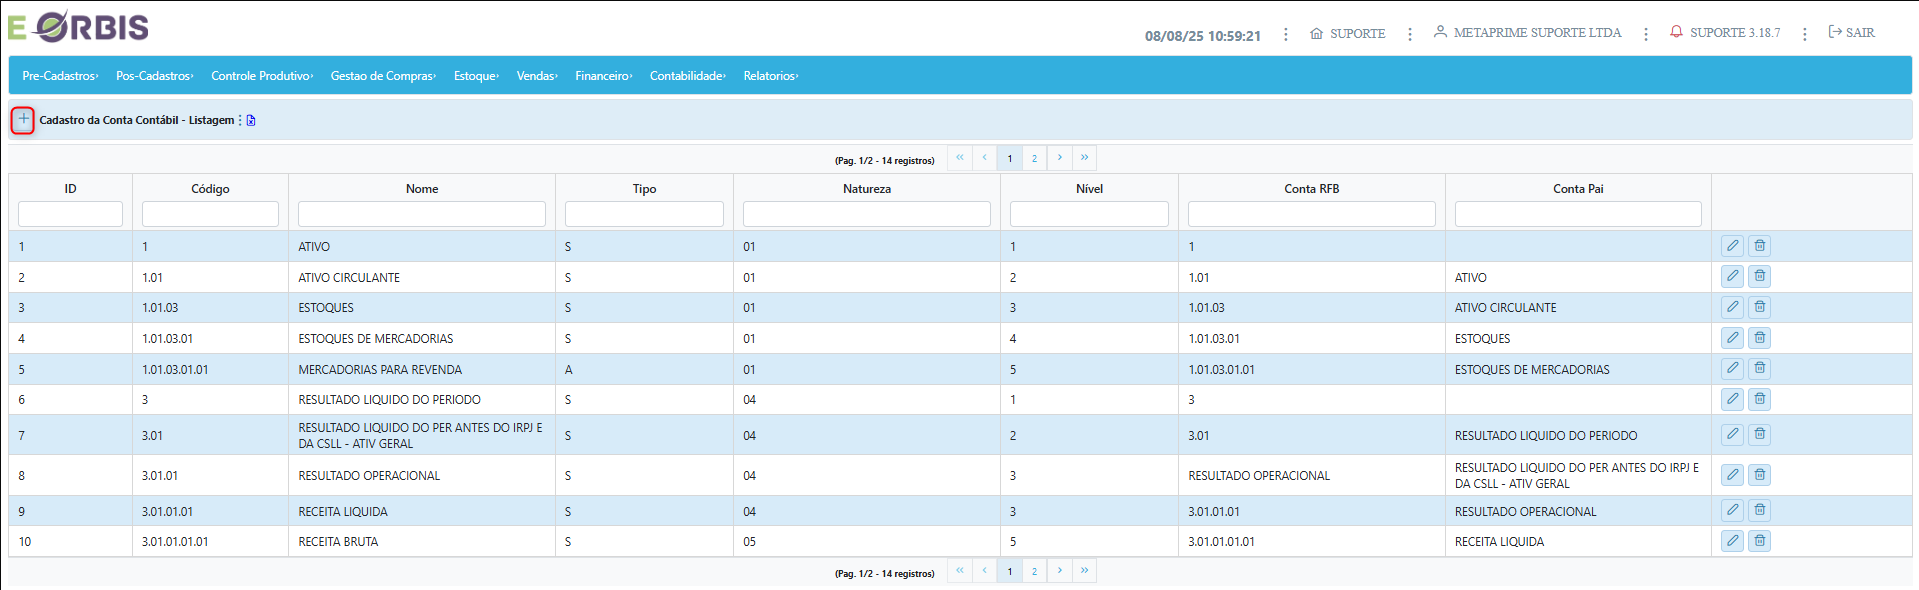 E ORBIS
08/08/25 10:59:21 ⋮ SUPORTE ⋮ METAPRIME SUPORTE LTDA ⋮ SUPORTE 3.18.7 ⋮ SAIR
Pre-Cadastros› Pos-Cadastros› Controle Produtivo› Gestao de Compras› Estoque› Vendas› Financeiro› Contabilidade› Relatorios›
+ Cadastro da Conta Contábil - Listagem ⋮
(Pag. 1/2 - 14 registros) « ‹ 1 2 › »
ID Código Nome Tipo Natureza Nível Conta RFB Conta Pai
1 1 ATIVO S 01 1 1
2 1.01 ATIVO CIRCULANTE S 01 2 1.01 ATIVO
3 1.01.03 ESTOQUES S 01 3 1.01.03 ATIVO CIRCULANTE
4 1.01.03.01 ESTOQUES DE MERCADORIAS S 01 4 1.01.03.01 ESTOQUES
5 1.01.03.01.01 MERCADORIAS PARA REVENDA A 01 5 1.01.03.01.01 ESTOQUES DE MERCADORIAS
6 3 RESULTADO LIQUIDO DO PERIODO S 04 1 3
7 3.01 RESULTADO LIQUIDO DO PER ANTES DO IRPJ E
DA CSLL - ATIV GERAL S 04 2 3.01 RESULTADO LIQUIDO DO PERIODO
8 3.01.01 RESULTADO OPERACIONAL S 04 3 RESULTADO OPERACIONAL RESULTADO LIQUIDO DO PER ANTES DO IRPJ E
DA CSLL - ATIV GERAL
9 3.01.01.01 RECEITA LIQUIDA S 04 3 3.01.01.01 RESULTADO OPERACIONAL
10 3.01.01.01.01 RECEITA BRUTA S 05 5 3.01.01.01.01 RECEITA LIQUIDA
(Pag. 1/2 - 14 registros) « ‹ 1 2 › »